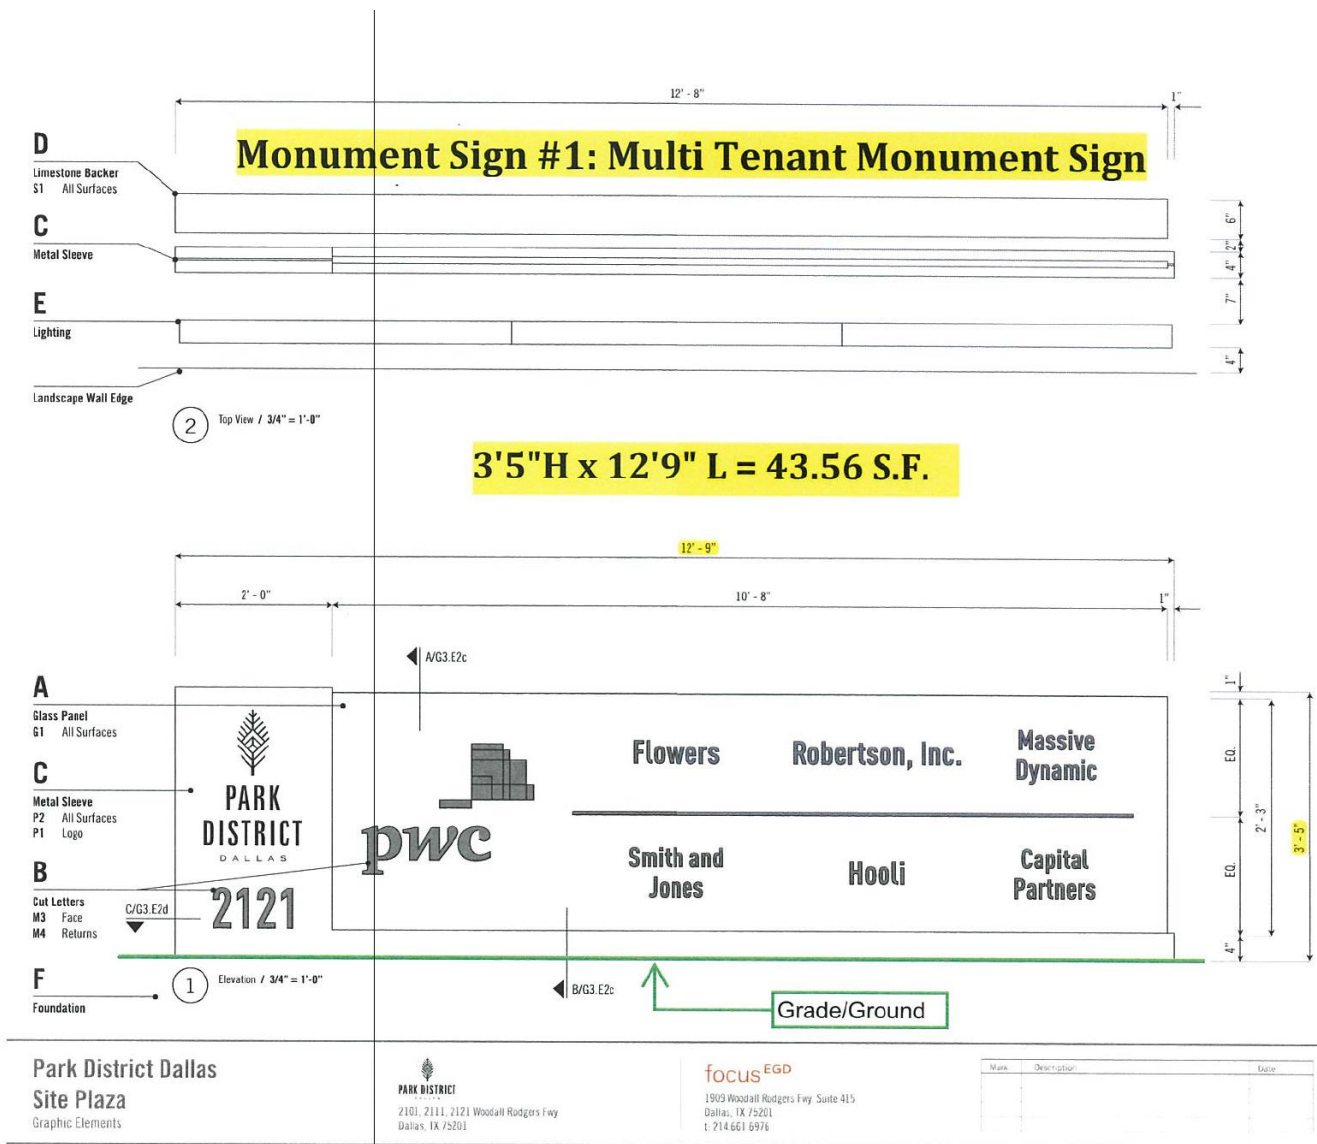 12' - 8"
1"
Monument Sign #1: Multi Tenant Monument Sign
D
Limestone Backer
S1 All Surfaces
C
Metal Sleeve
E
Lighting
Landscape Wall Edge
6"
2"
4"
7"
4"
2
Top View / 3/4" = 1'-0"
3'5"H x 12'9" L = 43.56 S.F.
12' - 9"
2' - 0"
10' - 8"
1"
A/G3.E2c
A
Glass Panel
G1 All Surfaces
C
Metal Sleeve
P2 All Surfaces
P1 Logo
B
Cut Letters
M3 Face
M4 Returns
C/G3.E2d
F
Foundation
PARK
DISTRICT
DALLAS
2121
pwc
Flowers
Robertson, Inc.
Massive
Dynamic
Smith and
Jones
Hooli
Capital
Partners
1"
EQ.
EQ.
2' - 3"
3' - 5"
4"
1
Elevation / 3/4" = 1'-0"
B/G3.E2c
Grade/Ground
Park District Dallas
Site Plaza
Graphic Elements
PARK DISTRICT
DALLAS
2101, 2111, 2121 Woodall Rodgers Fwy
Dallas, TX 75201
focus EGD
1909 Woodall Rodgers Fwy. Suite 415
Dallas, TX 75201
t: 214.661.6976
Mark Description Date